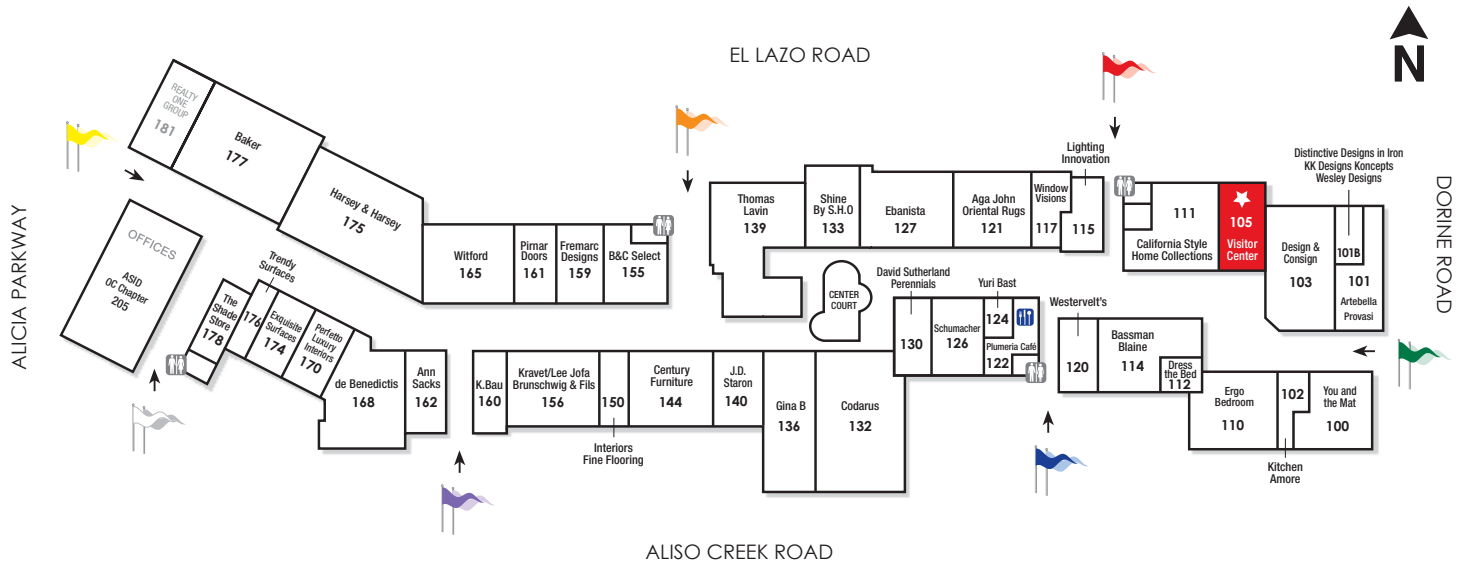 EL LAZO ROAD
N
ALICIA PARKWAY
DORINE ROAD
ALISO CREEK ROAD
REALTY
ONE
GROUP
181
Baker
177
Harsey & Harsey
175
Witford
165
Pirnar
Doors
161
Fremarc
Designs
159
B&C Select
155
Thomas
Lavin
139
Shine
By S.H.O
133
Ebanista
127
Aga John
Oriental Rugs
121
Window
Visions
117
Lighting
Innovation
115
111
California Style
Home Collections
105
Visitor
Center
Design &
Consign
103
Distinctive Designs in Iron
KK Designs Koncepts
Wesley Designs
101B
101
Artebella
Provasi
OFFICES
ASID
OC Chapter
205
The
Shade
Store
178
Trendy
Surfaces
176
Exquisite
Surfaces
174
Perfetto
Luxury
Interiors
170
de Benedictis
168
Ann
Sacks
162
K.Bau
160
Kravet/Lee Jofa
Brunschwig & Fils
156
150
Interiors
Fine Flooring
Century
Furniture
144
J.D.
Staron
140
Gina B
136
Codarus
132
CENTER
COURT
David Sutherland
Perennials
130
Schumacher
126
Yuri Bast
124
Plumeria Café
122
Westervelt's
120
Bassman
Blaine
114
Dress
the Bed
112
Ergo
Bedroom
110
102
Kitchen
Amore
You and
the Mat
100